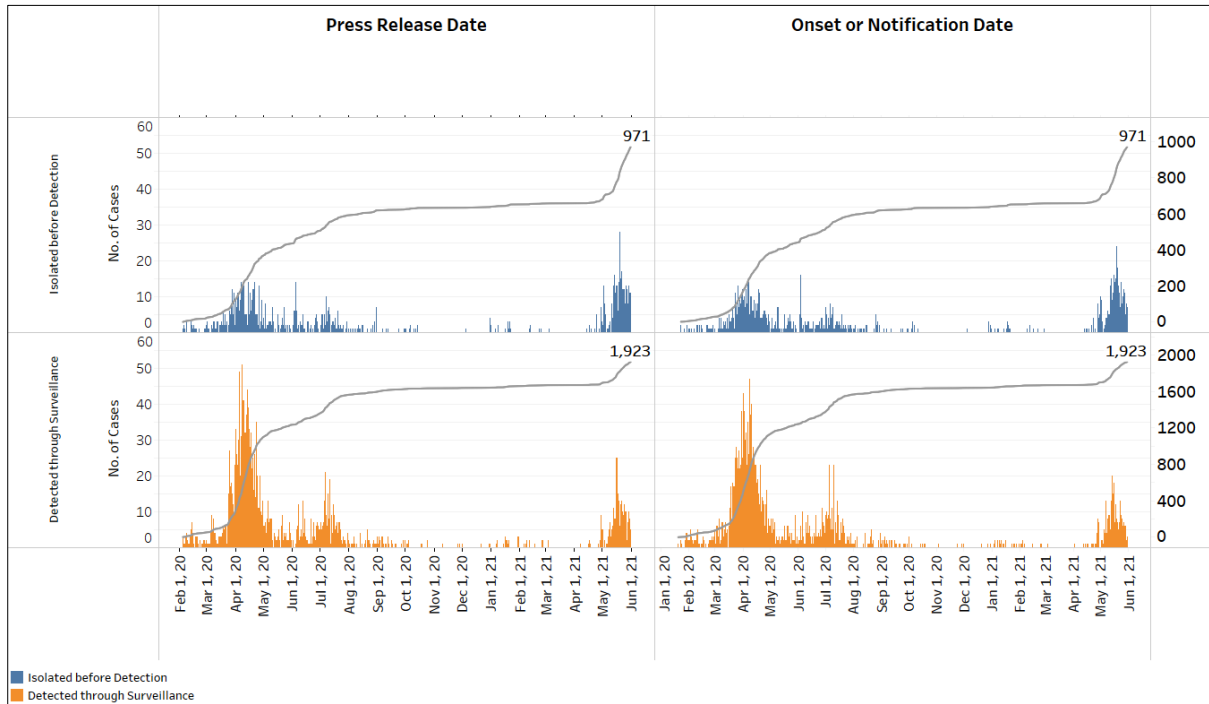 Press Release Date
Onset or Notification Date
Isolated before Detection
No. of Cases
60
50
40
30
20
10
0
971
971
1000
800
600
400
200
0
Detected through Surveillance
No. of Cases
60
50
40
30
20
10
0
1,923
1,923
2000
1600
1200
800
400
0
Feb 1, 20
Mar 1, 20
Apr 1, 20
May 1, 20
Jun 1, 20
Jul 1, 20
Aug 1, 20
Sep 1, 20
Oct 1, 20
Nov 1, 20
Dec 1, 20
Jan 1, 21
Feb 1, 21
Mar 1, 21
Apr 1, 21
May 1, 21
Jun 1, 21
Jan 1, 20
Feb 1, 20
Mar 1, 20
Apr 1, 20
May 1, 20
Jun 1, 20
Jul 1, 20
Aug 1, 20
Sep 1, 20
Oct 1, 20
Nov 1, 20
Dec 1, 20
Jan 1, 21
Feb 1, 21
Mar 1, 21
Apr 1, 21
May 1, 21
Jun 1, 21
Isolated before Detection
Detected through Surveillance